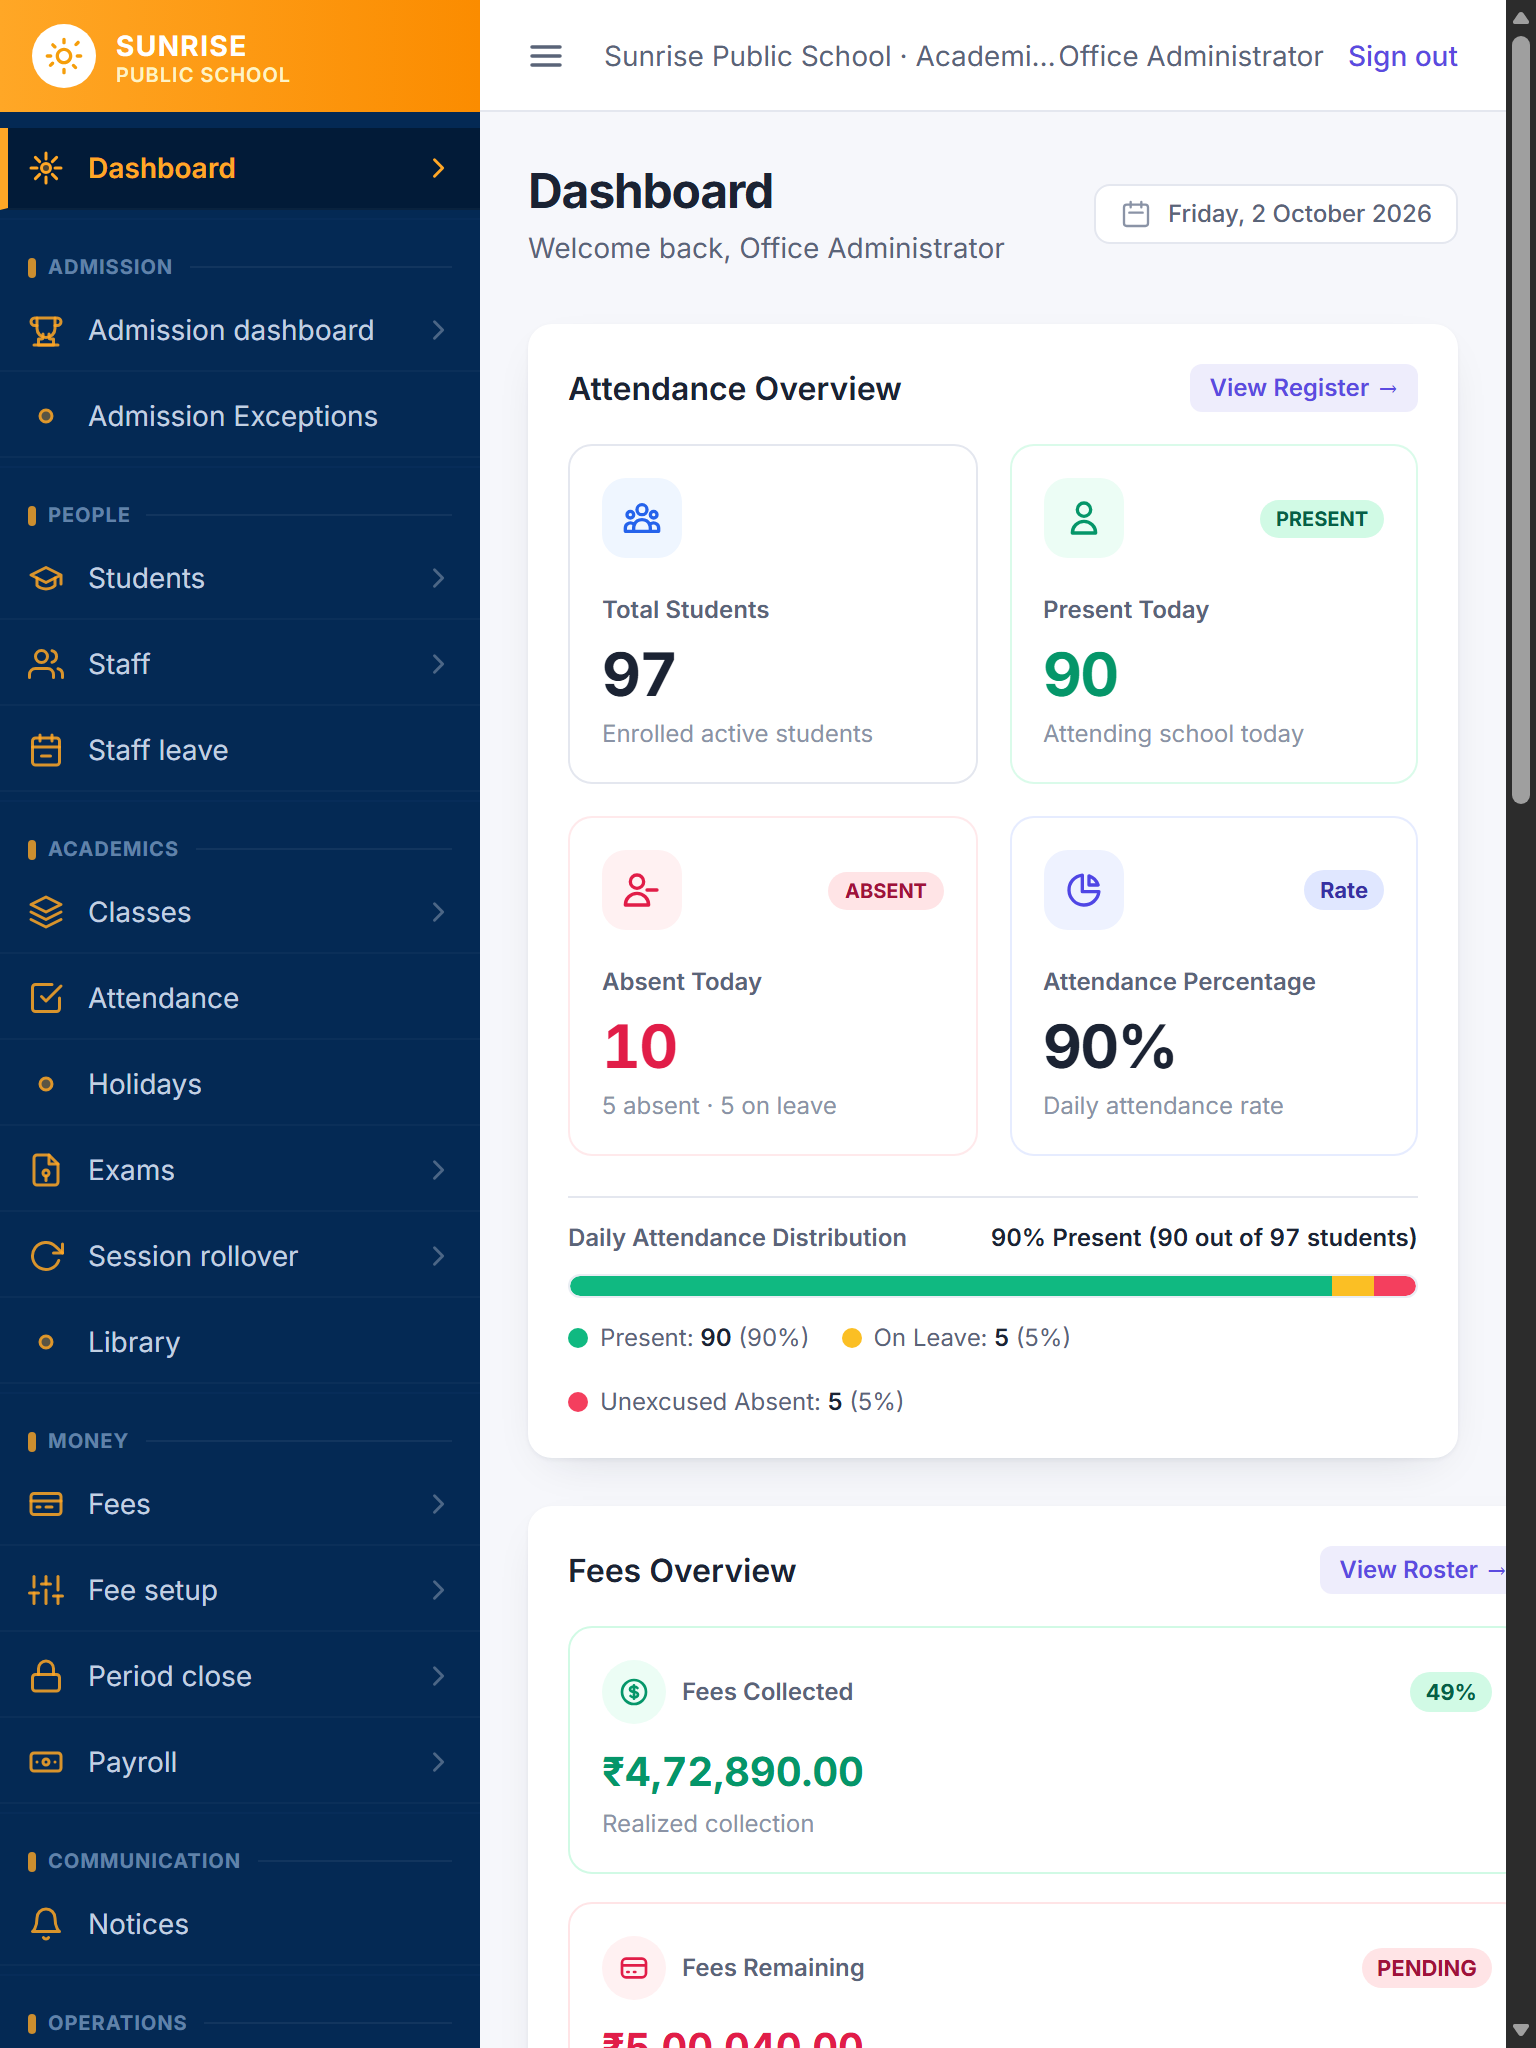 SUNRISE
PUBLIC SCHOOL
Dashboard
ADMISSION
Admission dashboard
Admission Exceptions
PEOPLE
Students
Staff
Staff leave
ACADEMICS
Classes
Attendance
Holidays
Exams
Session rollover
Library
MONEY
Fees
Fee setup
Period close
Payroll
COMMUNICATION
Notices
OPERATIONS
Sunrise Public School · Academi... Office Administrator Sign out
Dashboard
Welcome back, Office Administrator
Friday, 2 October 2026
Attendance Overview
View Register →
Total Students
97
Enrolled active students
PRESENT
Present Today
90
Attending school today
ABSENT
Absent Today
10
5 absent · 5 on leave
Rate
Attendance Percentage
90%
Daily attendance rate
Daily Attendance Distribution
90% Present (90 out of 97 students)
Present: 90 (90%)
On Leave: 5 (5%)
Unexcused Absent: 5 (5%)
Fees Overview
View Roster →
Fees Collected
49%
₹4,72,890.00
Realized collection
Fees Remaining
PENDING
₹5,00,040.00